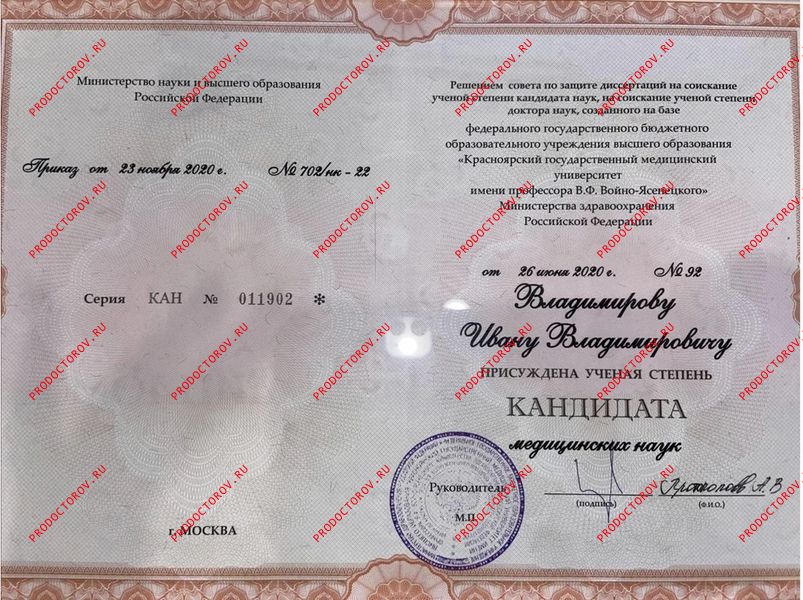 Министерство науки и высшего образования
Российской Федерации
Приказ от 23 ноября 2020 г. № 702/нк - 22
Серия КАН № 011902 *
г. МОСКВА
Решением совета по защите диссертаций на соискание
ученой степени кандидата наук, на соискание ученой степени
доктора наук, созданного на базе
федерального государственного бюджетного
образовательного учреждения высшего образования
«Красноярский государственный медицинский
университет
имени профессора В.Ф. Войно-Ясенецкого»
Министерства здравоохранения
Российской Федерации
от 26 июня 2020 г. № 92
Владимирову
Ивану Владимировичу
ПРИСУЖДЕНА УЧЕНАЯ СТЕПЕНЬ
КАНДИДАТА
медицинских наук
Руководитель
(подпись) (Ф.И.О.)
М.П.
PRODOCTOROV.RU